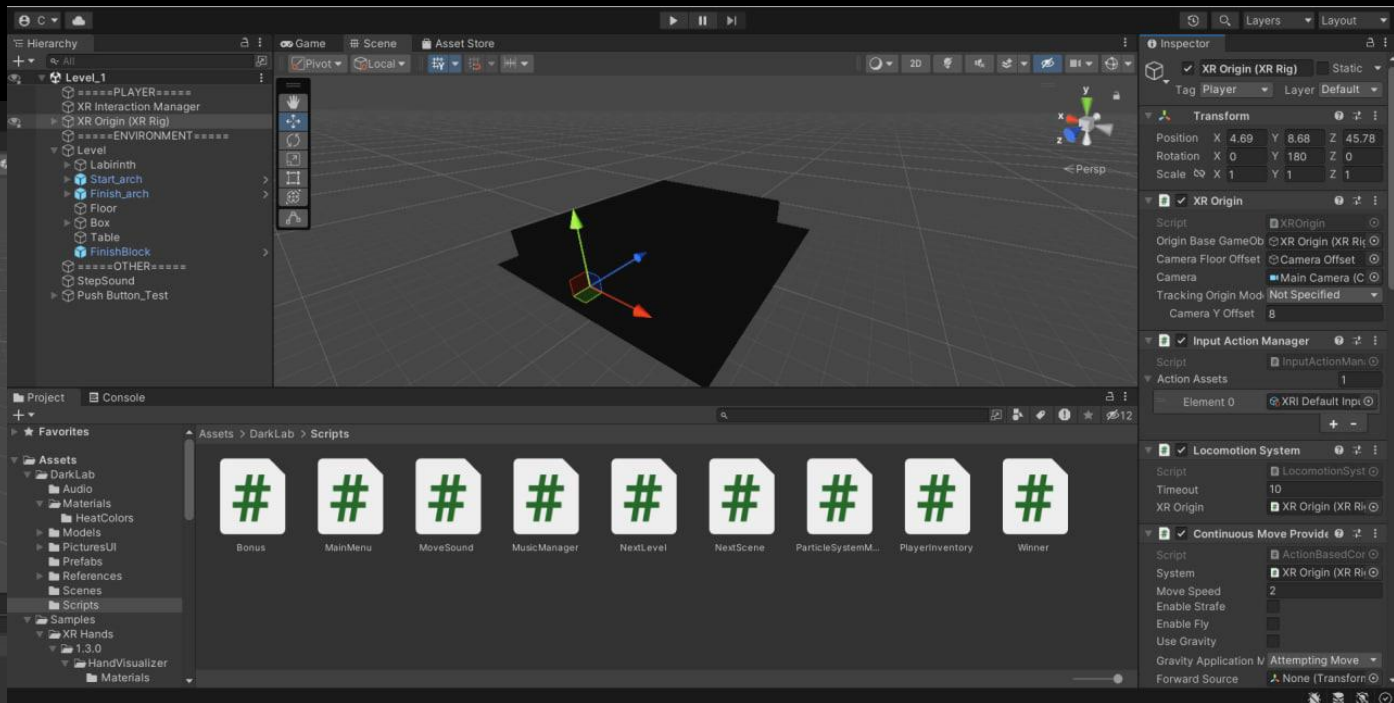 C
Layers
Layout
Hierarchy
Game
Scene
Asset Store
Inspector
All
Pivot
Local
2D
XR Origin (XR Rig)
Static
Tag Player
Layer Default
Level_1
=====PLAYER=====
XR Interaction Manager
XR Origin (XR Rig)
=====ENVIRONMENT=====
Level
Labirinth
Start_arch
Finish_arch
Floor
Box
Table
FinishBlock
=====OTHER=====
StepSound
Push Button_Test
y
x
z
Persp
Transform
Position X 4.69 Y 8.68 Z 45.78
Rotation X 0 Y 180 Z 0
Scale X 1 Y 1 Z 1
XR Origin
Script XROrigin
Origin Base GameOb XR Origin (XR Rig
Camera Floor Offset Camera Offset
Camera Main Camera (C
Tracking Origin Mod Not Specified
Camera Y Offset 8
Input Action Manager
Script InputActionMan
Action Assets 1
Element 0 XRI Default Inpu
+ -
Locomotion System
Script LocomotionSyst
Timeout 10
XR Origin XR Origin (XR Ri
Continuous Move Provide
Script ActionBasedCor
System XR Origin (XR Ri
Move Speed 2
Enable Strafe
Enable Fly
Use Gravity
Gravity Application M Attempting Move
Forward Source None (Transform
Project
Console
12
Favorites
Assets
DarkLab
Audio
Materials
HeatColors
Models
PicturesUI
Prefabs
References
Scenes
Scripts
Samples
XR Hands
1.3.0
HandVisualizer
Materials
Assets > DarkLab > Scripts
# # # # # # # # #
Bonus MainMenu MoveSound MusicManager NextLevel NextScene ParticleSystemM... PlayerInventory Winner